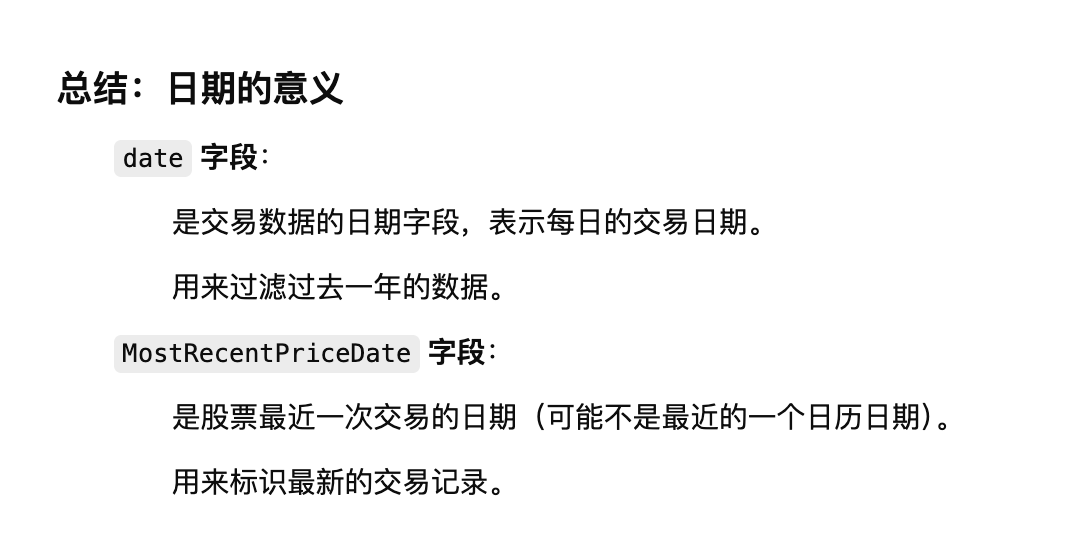 总结：日期的意义
date 字段：
是交易数据的日期字段，表示每日的交易日期。
用来过滤过去一年的数据。
MostRecentPriceDate 字段：
是股票最近一次交易的日期（可能不是最近的一个日历日期）。
用来标识最新的交易记录。